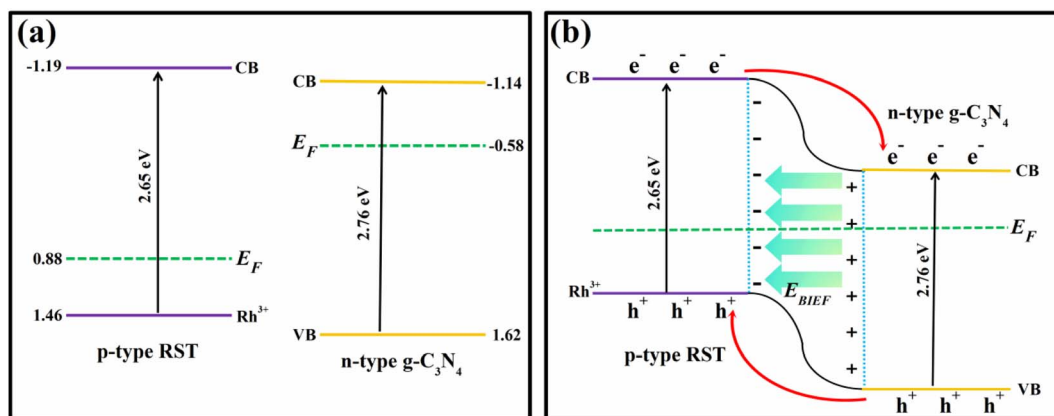 (a)
-1.19
CB
CB
-1.14
E_F
-0.58
2.65 eV
2.76 eV
0.88
E_F
1.46
Rh³⁺
VB
1.62
p-type RST
n-type g-C₃N₄
(b)
e⁻ e⁻ e⁻
CB
n-type g-C₃N₄
e⁻ e⁻ e⁻
CB
- - - - - -
+ + + + + +
2.65 eV
2.76 eV
E_F
Rh³⁺
E_BIEF
h⁺ h⁺ h⁺
p-type RST
VB
h⁺ h⁺ h⁺